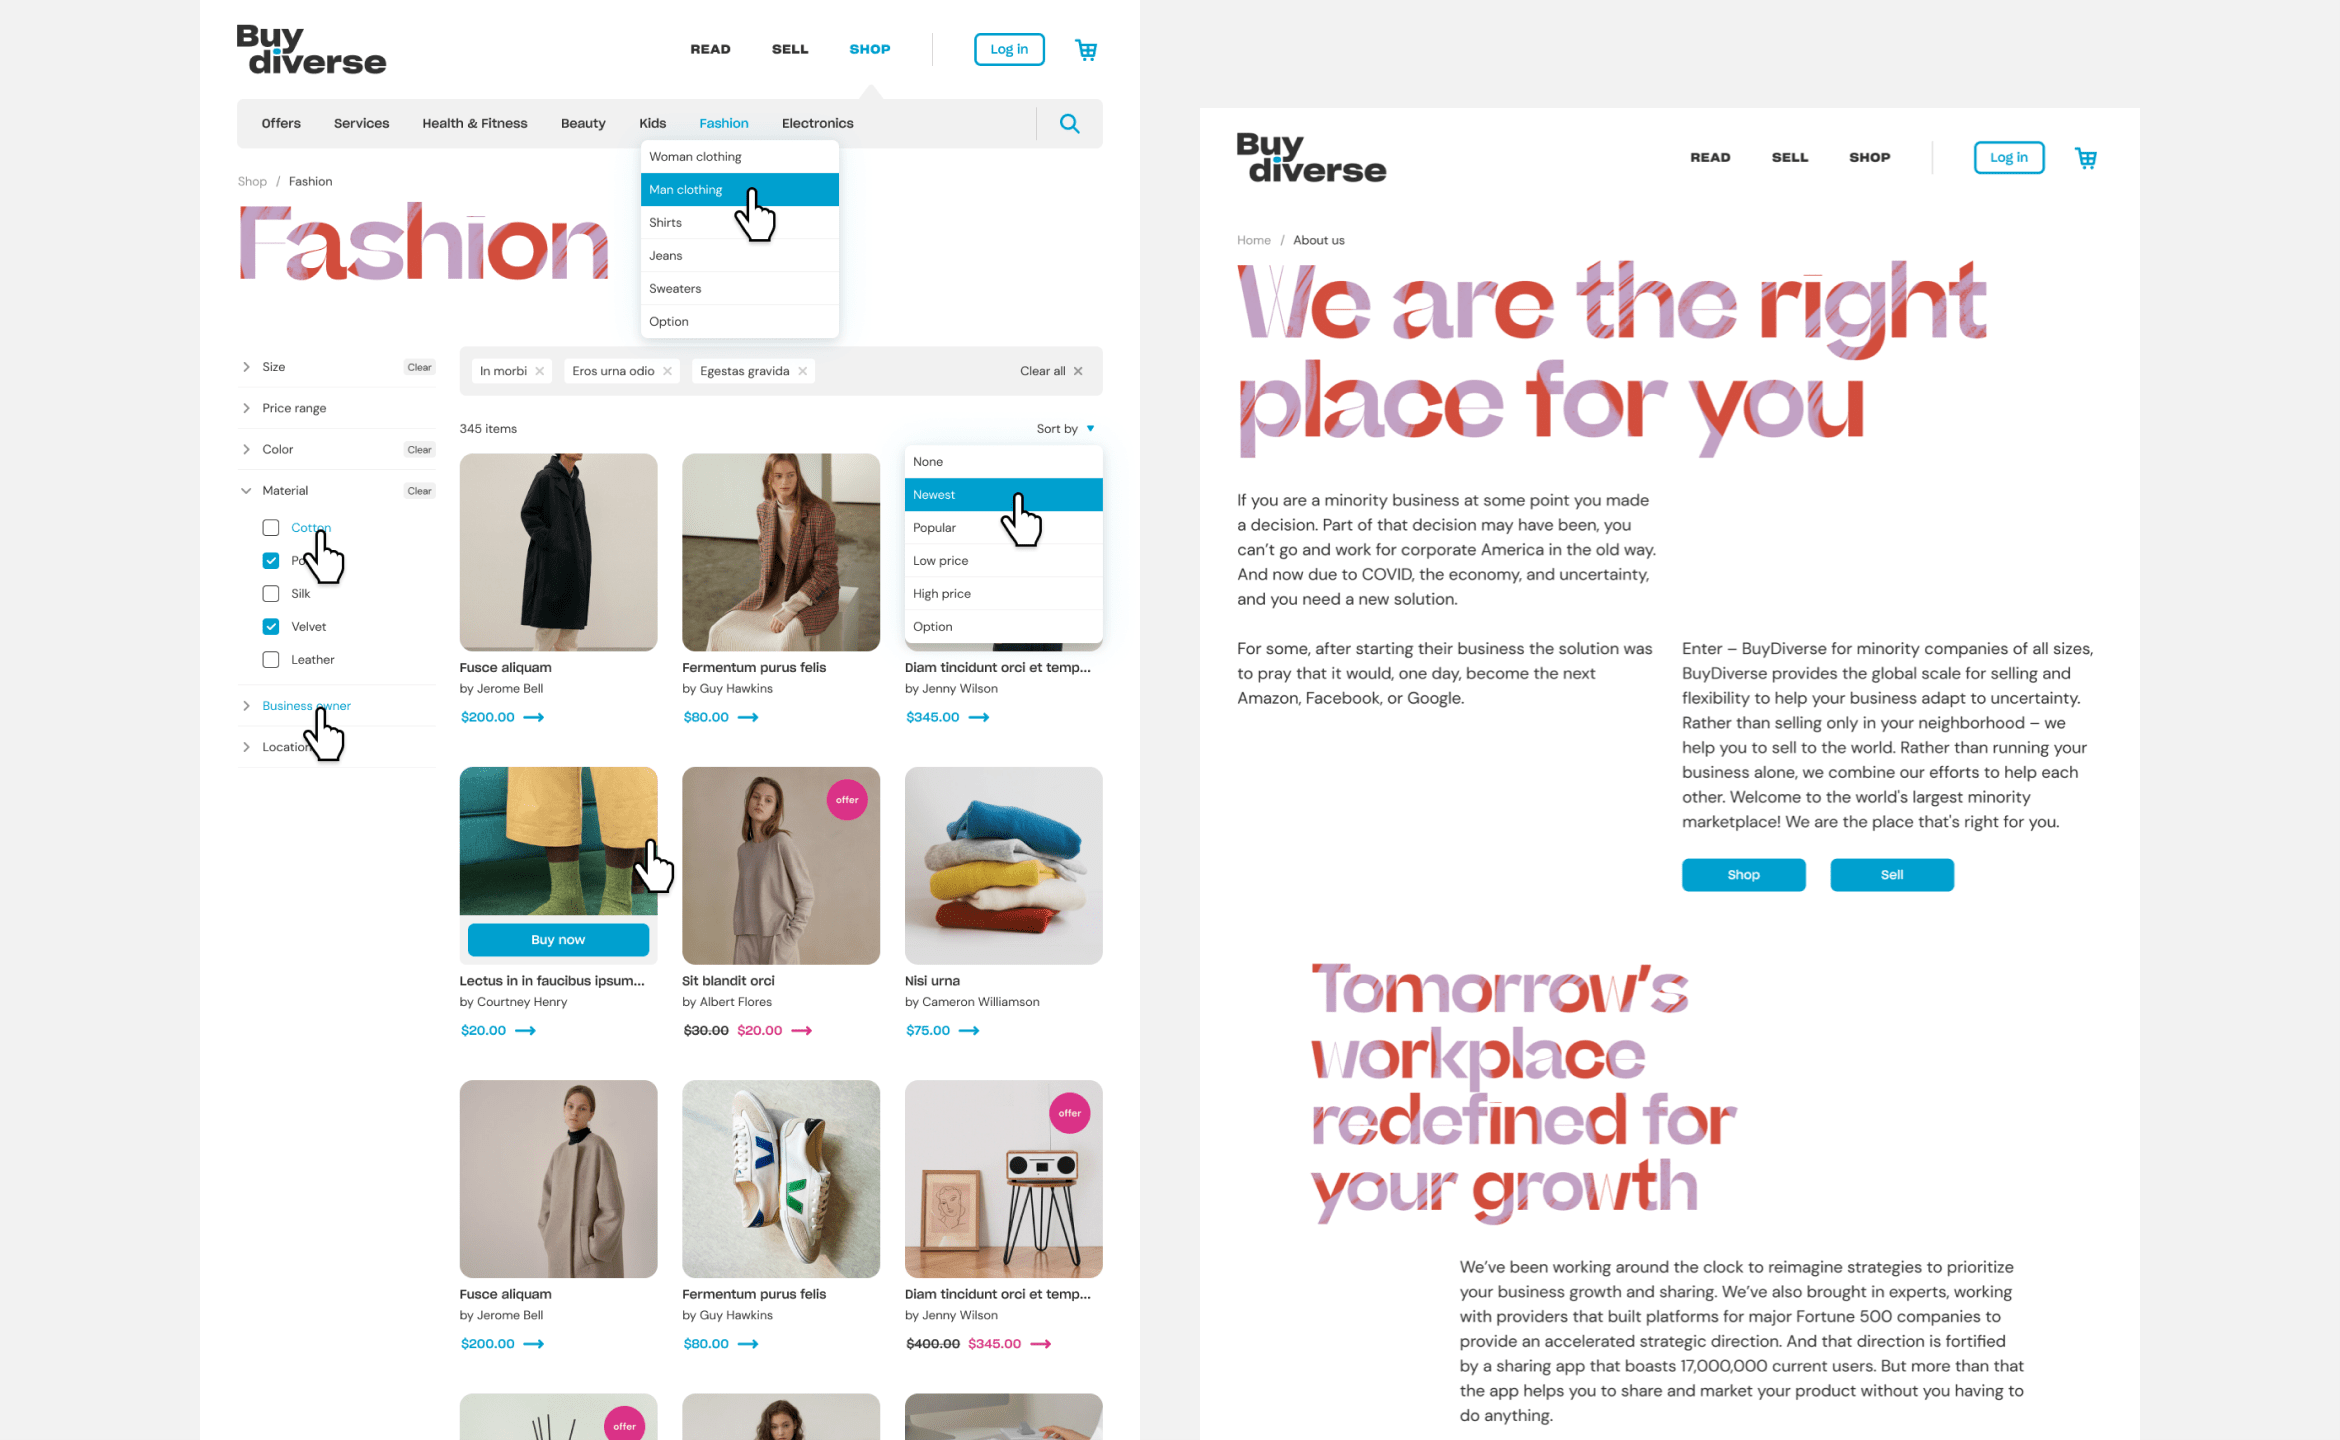 Buy
diverse
READ
SELL
SHOP
Log in
Offers
Services
Health & Fitness
Beauty
Kids
Fashion
Electronics
Woman clothing
Man clothing
Shirts
Jeans
Sweaters
Option
Shop / Fashion
Fashion
Size
Clear
Price range
Color
Clear
Material
Clear
Cotton
Silk
Velvet
Leather
Business owner
Location
In morbi
Eros urna odio
Egestas gravida
Clear all
345 items
Sort by
None
Newest
Popular
Low price
High price
Option
Fusce aliquam
by Jerome Bell
$200.00
Fermentum purus felis
by Guy Hawkins
$80.00
Diam tincidunt orci et temp...
by Jenny Wilson
$345.00
Buy now
Lectus in in faucibus ipsum...
by Courtney Henry
$20.00
offer
Sit blandit orci
by Albert Flores
$30.00 $20.00
Nisi urna
by Cameron Williamson
$75.00
Fusce aliquam
by Jerome Bell
$200.00
Fermentum purus felis
by Guy Hawkins
$80.00
offer
Diam tincidunt orci et temp...
by Jenny Wilson
$400.00 $345.00
offer
Buy
diverse
READ
SELL
SHOP
Log in
Home / About us
We are the right
place for you
If you are a minority business at some point you made
a decision. Part of that decision may have been, you
can’t go and work for corporate America in the old way.
And now due to COVID, the economy, and uncertainty,
and you need a new solution.
For some, after starting their business the solution was
to pray that it would, one day, become the next
Amazon, Facebook, or Google.
Enter – BuyDiverse for minority companies of all sizes,
BuyDiverse provides the global scale for selling and
flexibility to help your business adapt to uncertainty.
Rather than selling only in your neighborhood – we
help you to sell to the world. Rather than running your
business alone, we combine our efforts to help each
other. Welcome to the world's largest minority
marketplace! We are the place that's right for you.
Shop
Sell
Tomorrow’s
workplace
redefined for
your growth
We’ve been working around the clock to reimagine strategies to prioritize
your business growth and sharing. We’ve also brought in experts, working
with providers that built platforms for major Fortune 500 companies to
provide an accelerated strategic direction. And that direction is fortified
by a sharing app that boasts 17,000,000 current users. But more than that
the app helps you to share and market your product without you having to
do anything.